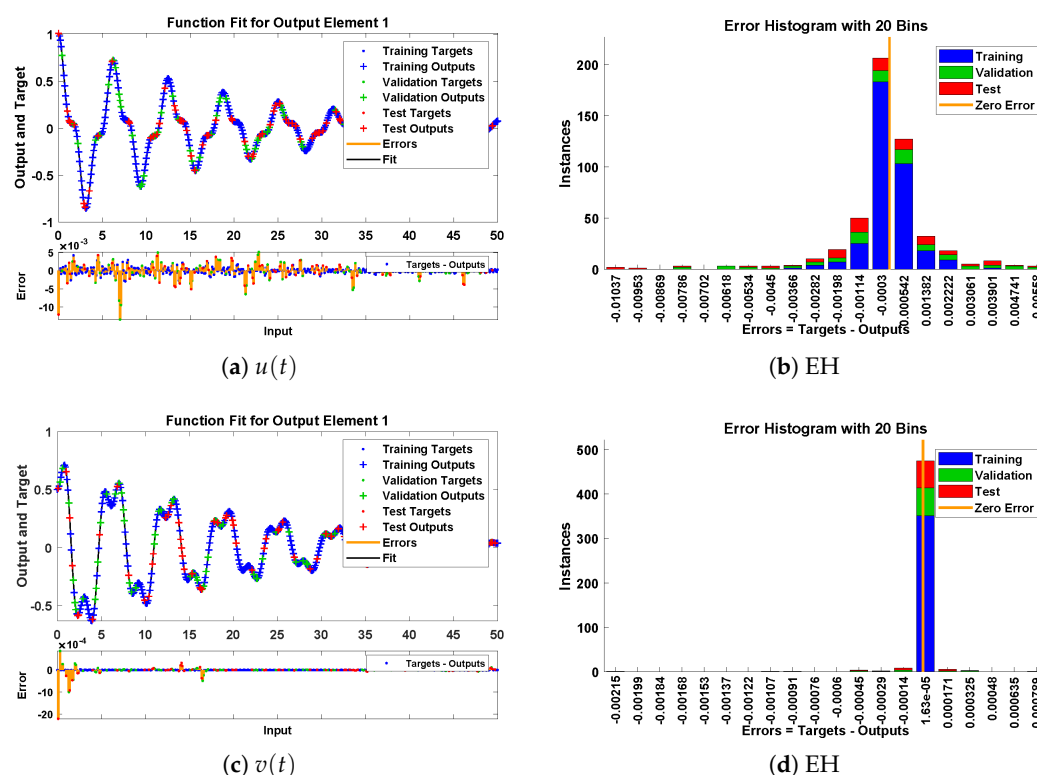 Function Fit for Output Element 1
Output and Target
1
0.5
0
-0.5
-1
Training Targets
Training Outputs
Validation Targets
Validation Outputs
Test Targets
Test Outputs
Errors
Fit
0 5 10 15 20 25 30 35 40 45 50
×10⁻³
Error
5
0
-5
-10
Targets - Outputs
Input
(a) u(t)
Error Histogram with 20 Bins
Instances
200
150
100
50
0
Training
Validation
Test
Zero Error
-0.01037
-0.00953
-0.00869
-0.00786
-0.00702
-0.00618
-0.00534
-0.0045
-0.00366
-0.00282
-0.00198
-0.00114
-0.0003
0.000542
0.001382
0.002222
0.003061
0.003901
0.004741
0.00558
Errors = Targets - Outputs
(b) EH
Function Fit for Output Element 1
Output and Target
1
0.5
0
-0.5
Training Targets
Training Outputs
Validation Targets
Validation Outputs
Test Targets
Test Outputs
Errors
Fit
0 5 10 15 20 25 30 35 40 45 50
×10⁻⁴
Error
0
-10
-20
Targets - Outputs
Input
(c) v(t)
Error Histogram with 20 Bins
Instances
500
400
300
200
100
0
Training
Validation
Test
Zero Error
-0.00215
-0.00199
-0.00184
-0.00168
-0.00153
-0.00137
-0.00122
-0.00107
-0.00091
-0.00076
-0.0006
-0.00045
-0.00029
-0.00014
1.63e-05
0.000171
0.000325
0.00048
0.000635
0.000789
Errors = Targets - Outputs
(d) EH